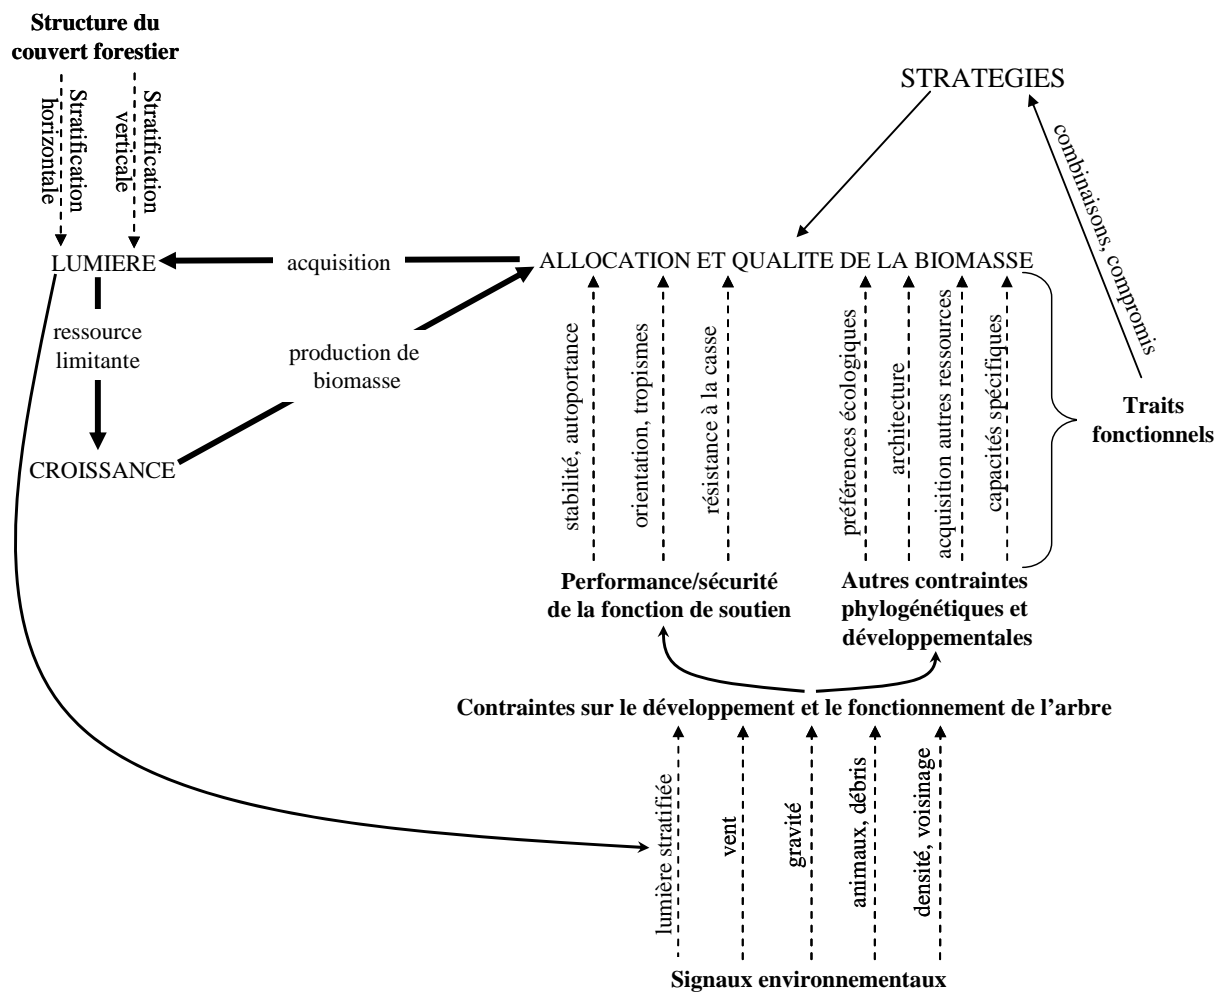 Structure du
couvert forestier
Stratification
horizontale
Stratification
verticale
STRATEGIES
combinaisons, compromis
LUMIERE
acquisition
ALLOCATION ET QUALITE DE LA BIOMASSE
ressource
limitante
production de
biomasse
CROISSANCE
stabilité, autoportance
orientation, tropismes
résistance à la casse
préférences écologiques
architecture
acquisition autres ressources
capacités spécifiques
Traits
fonctionnels
Performance/sécurité
de la fonction de soutien
Autres contraintes
phylogénétiques et
développementales
Contraintes sur le développement et le fonctionnement de l’arbre
lumière stratifiée
vent
gravité
animaux, débris
densité, voisinage
Signaux environnementaux